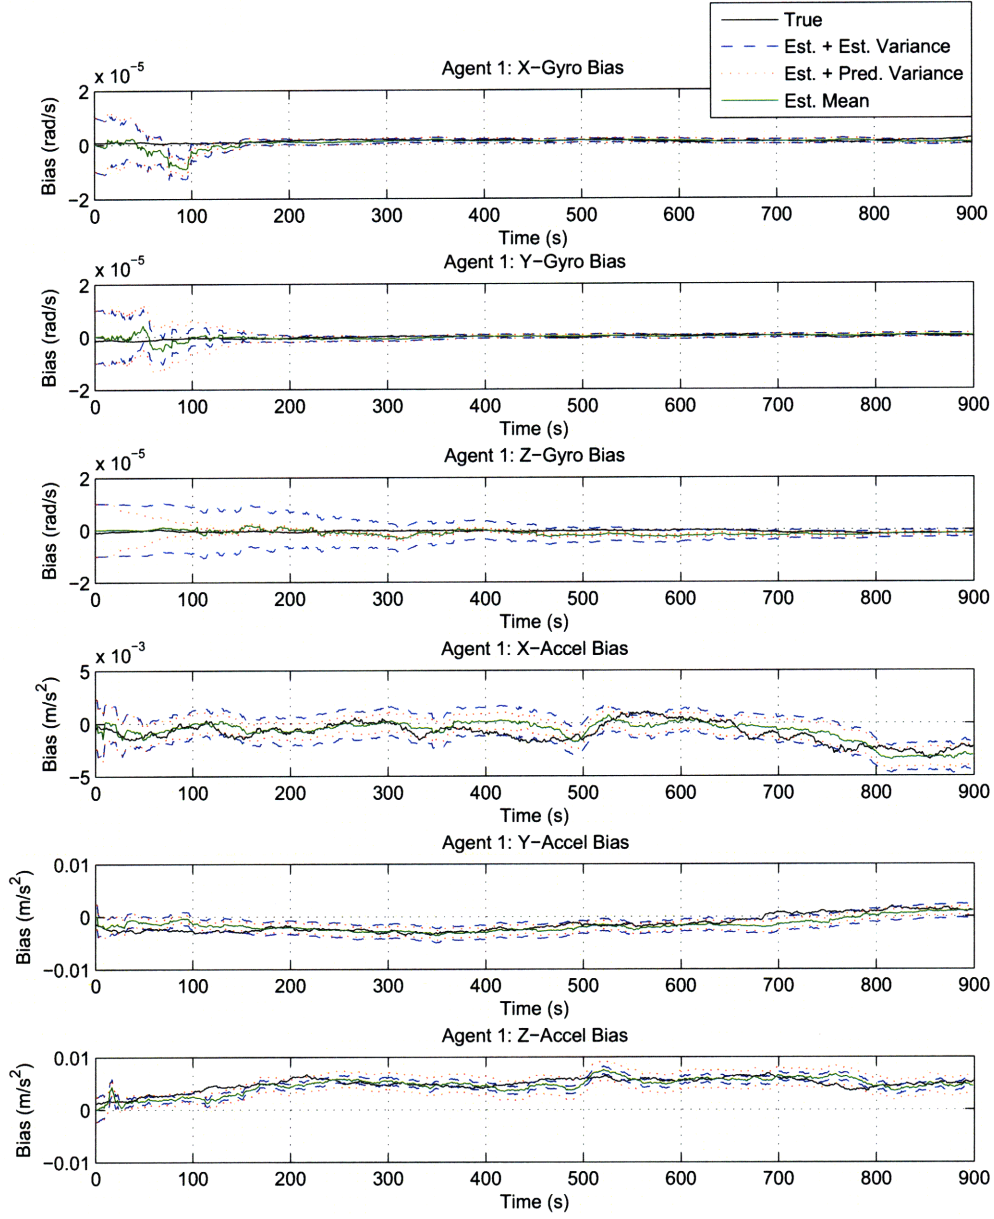 True
Est. + Est. Variance
Est. + Pred. Variance
Est. Mean
x 10⁻⁵
Agent 1: X−Gyro Bias
Bias (rad/s)
2
0
−2
0 100 200 300 400 500 600 700 800 900
Time (s)
x 10⁻⁵
Agent 1: Y−Gyro Bias
Bias (rad/s)
2
0
−2
0 100 200 300 400 500 600 700 800 900
Time (s)
x 10⁻⁵
Agent 1: Z−Gyro Bias
Bias (rad/s)
2
0
−2
0 100 200 300 400 500 600 700 800 900
Time (s)
x 10⁻³
Agent 1: X−Accel Bias
Bias (m/s²)
5
0
−5
0 100 200 300 400 500 600 700 800 900
Time (s)
Agent 1: Y−Accel Bias
Bias (m/s²)
0.01
0
−0.01
0 100 200 300 400 500 600 700 800 900
Time (s)
Agent 1: Z−Accel Bias
Bias (m/s²)
0.01
0
−0.01
0 100 200 300 400 500 600 700 800 900
Time (s)